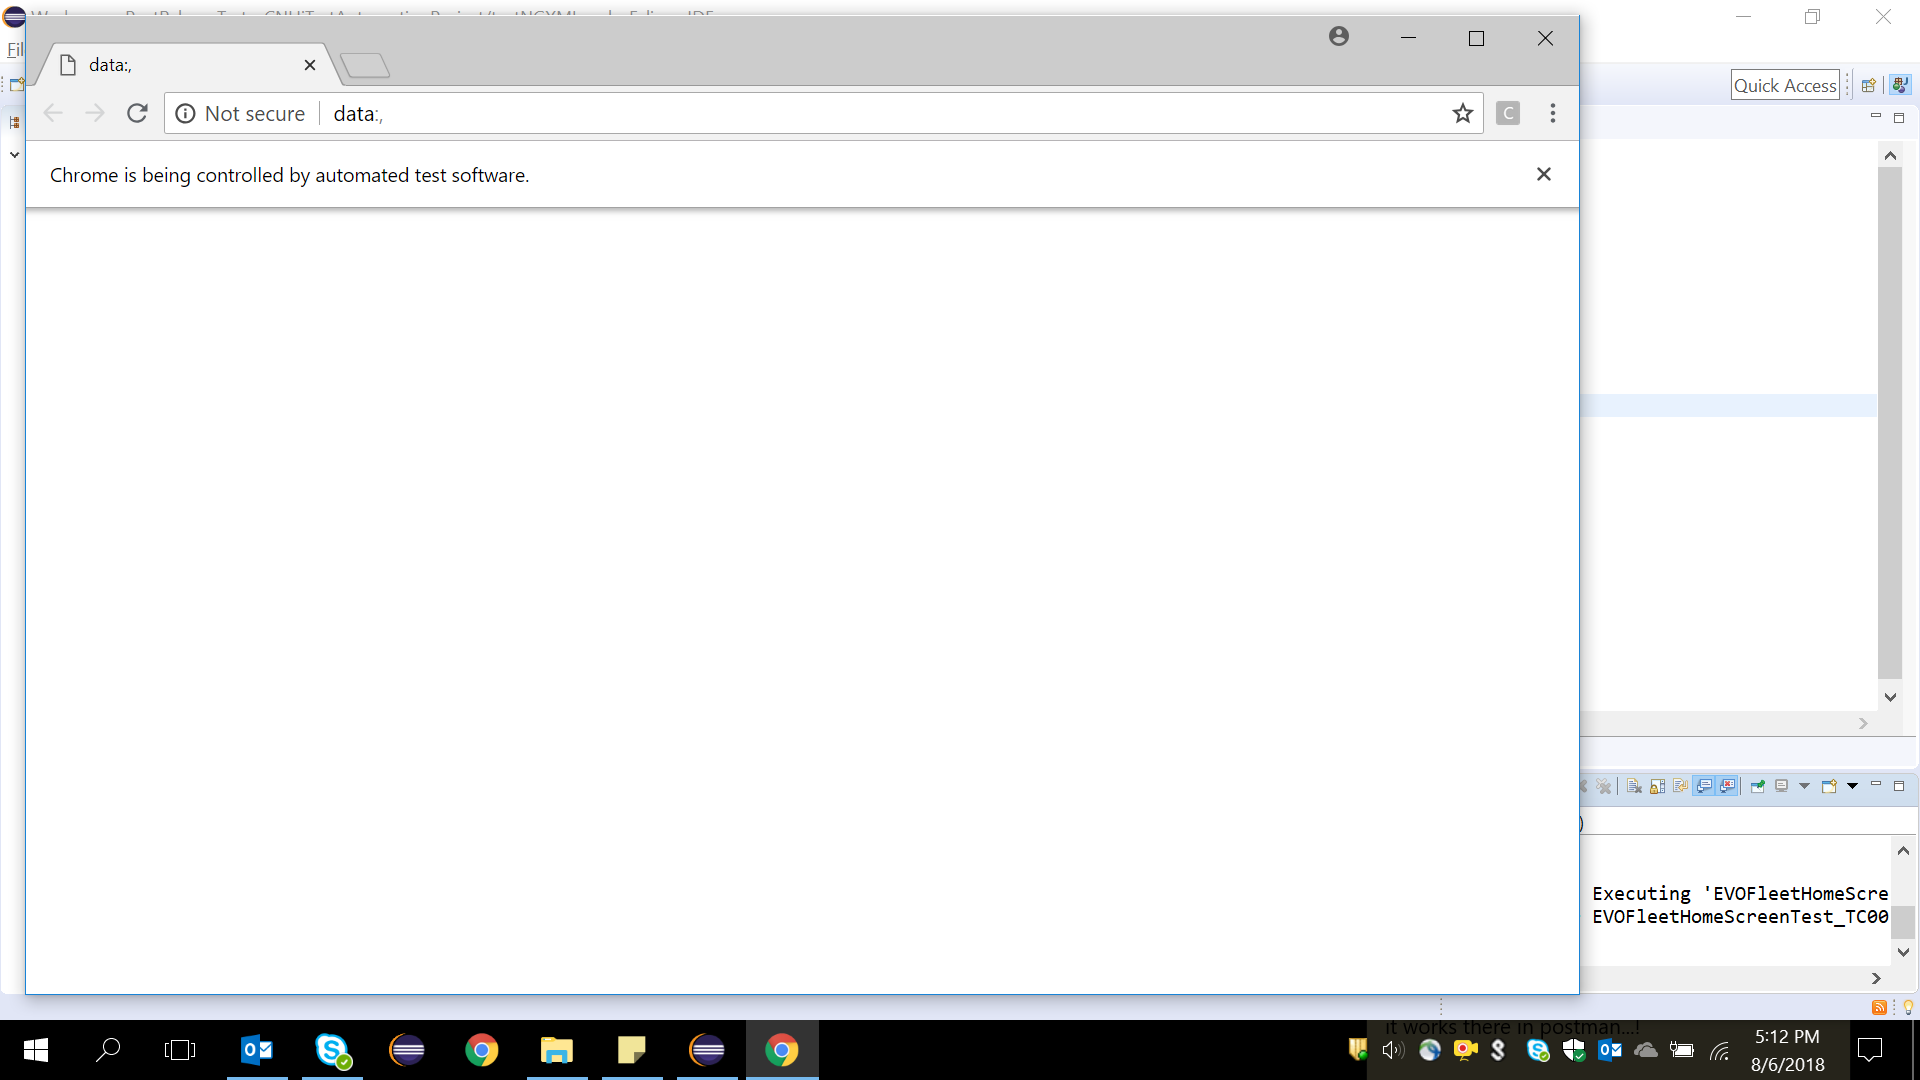 data:,
Fil
Quick Access
Not secure
data:,
C
Chrome is being controlled by automated test software.
)
Executing 'EVOFleetHomeScre
EVOFleetHomeScreenTest_TC00
it works there in postman...!
5:12 PM
8/6/2018